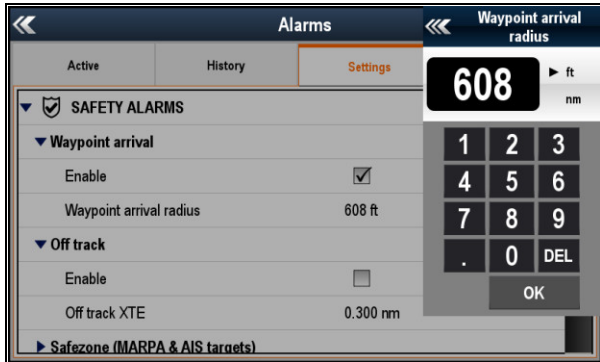 Alarms
Active History Settings
SAFETY ALARMS
Waypoint arrival
Enable
Waypoint arrival radius 608 ft
Off track
Enable
Off track XTE 0.300 nm
Safezone (MARPA & AIS targets)
Waypoint arrival
radius
608 ft
nm
1 2 3
4 5 6
7 8 9
. 0 DEL
OK